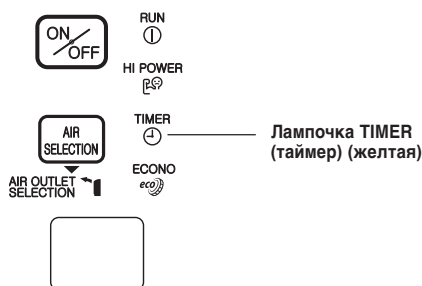 ON/OFF
RUN
HI POWER
AIR SELECTION
TIMER
Лампочка TIMER
(таймер) (желтая)
AIR OUTLET SELECTION
ECONO
eco